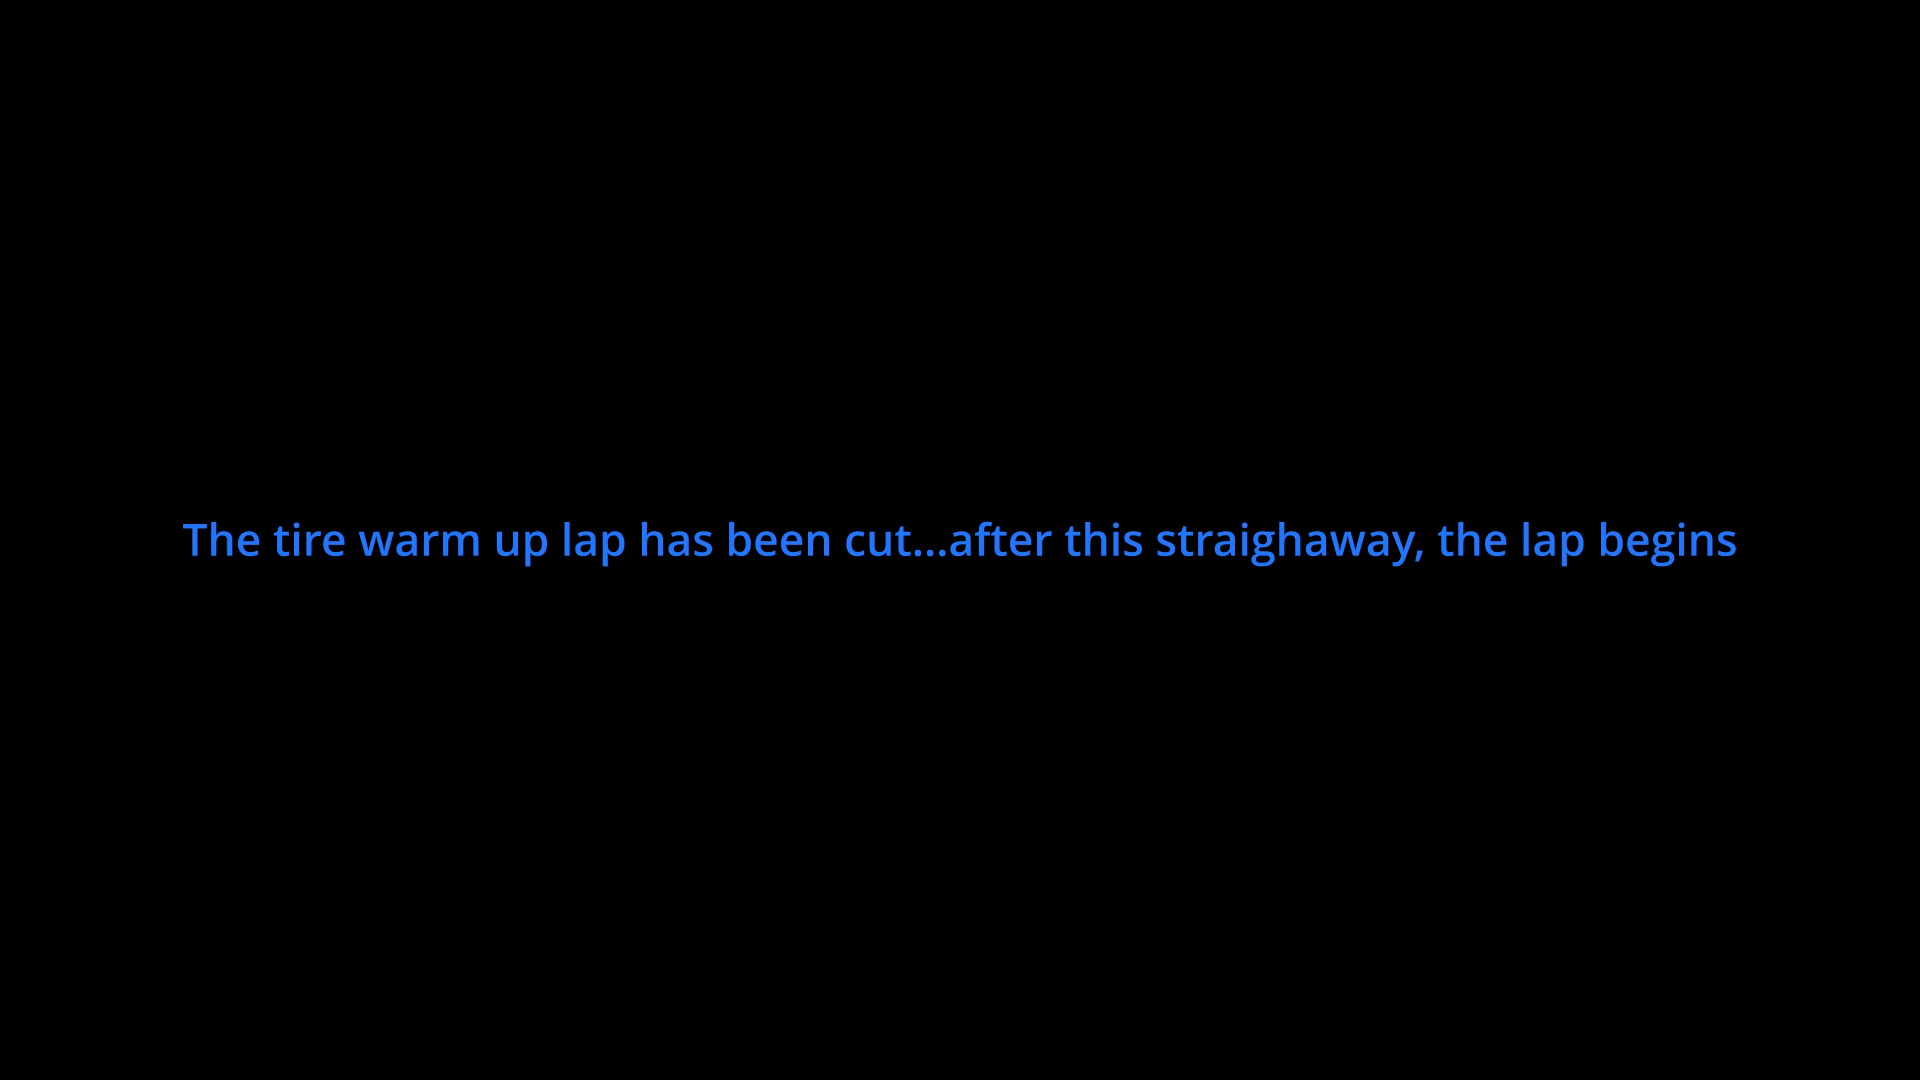 The tire warm up lap has been cut...after this straighaway, the lap begins